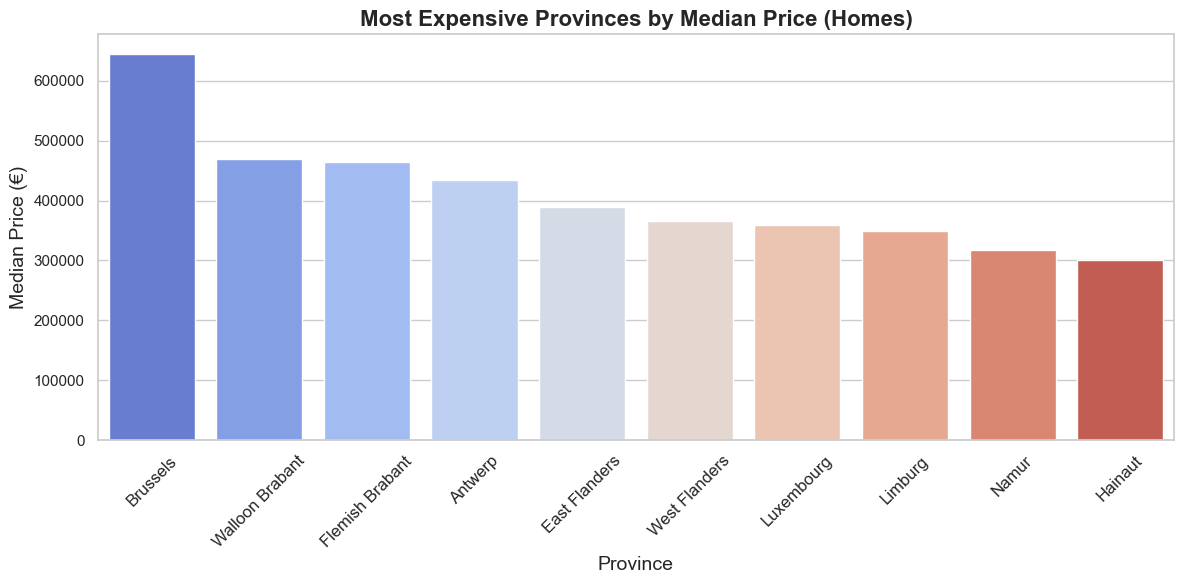 Most Expensive Provinces by Median Price (Homes)
Median Price (€)
600000
500000
400000
300000
200000
100000
0
Brussels
Walloon Brabant
Flemish Brabant
Antwerp
East Flanders
West Flanders
Luxembourg
Limburg
Namur
Hainaut
Province